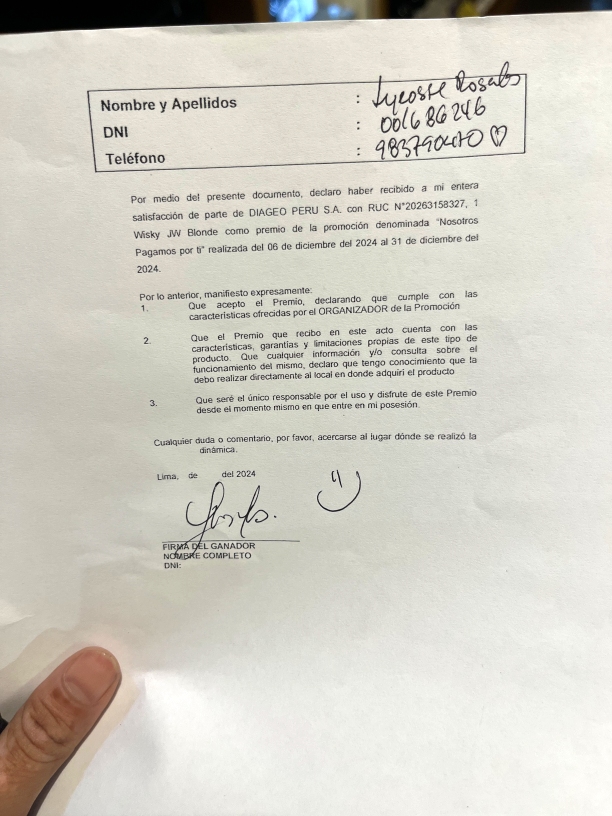 Nombre y Apellidos : Lycoste Rosales
DNI : 001686246
Teléfono : 983790470
Por medio del presente documento, declaro haber recibido a mi entera
satisfacción de parte de DIAGEO PERU S.A. con RUC N°20263158327, 1
Wisky JW Blonde como premio de la promoción denominada "Nosotros
Pagamos por ti" realizada del 06 de diciembre del 2024 al 31 de diciembre del
2024.
Por lo anterior, manifiesto expresamente:
1. Que acepto el Premio, declarando que cumple con las
características ofrecidas por el ORGANIZADOR de la Promoción
2. Que el Premio que recibo en este acto cuenta con las
características, garantías y limitaciones propias de este tipo de
producto. Que cualquier información y/o consulta sobre el
funcionamiento del mismo, declaro que tengo conocimiento que la
debo realizar directamente al local en donde adquirí el producto
3. Que seré el único responsable por el uso y disfrute de este Premio
desde el momento mismo en que entre en mi posesión.
Cualquier duda o comentario, por favor, acercarse al lugar dónde se realizó la
dinámica.
Lima, de del 2024
FIRMA DEL GANADOR
NOMBRE COMPLETO
DNI: